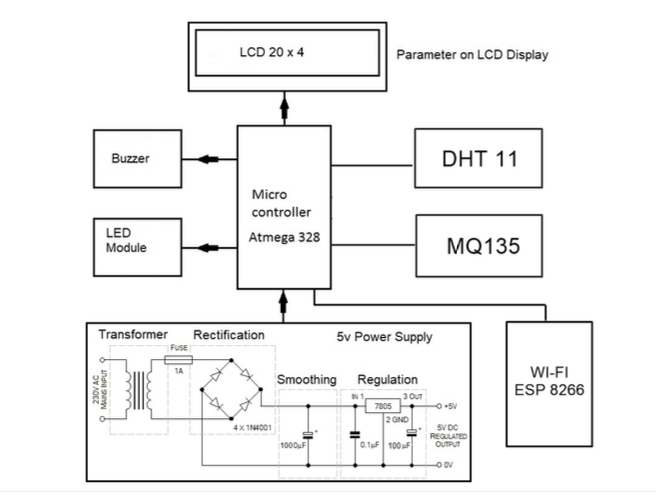 LCD 20 x 4
Parameter on LCD Display
Buzzer
Micro
controller
Atmega 328
DHT 11
LED
Module
MQ135
Transformer
Rectification
5v Power Supply
FUSE
1A
230V AC
MAINS INPUT
4 X 1N4001
Smoothing
Regulation
1000µF
IN 1
7805
3 OUT
2 GND
0.1µF
100µF
+
+
+5V
5V DC
REGULATED
OUTPUT
0V
WI-FI
ESP 8266